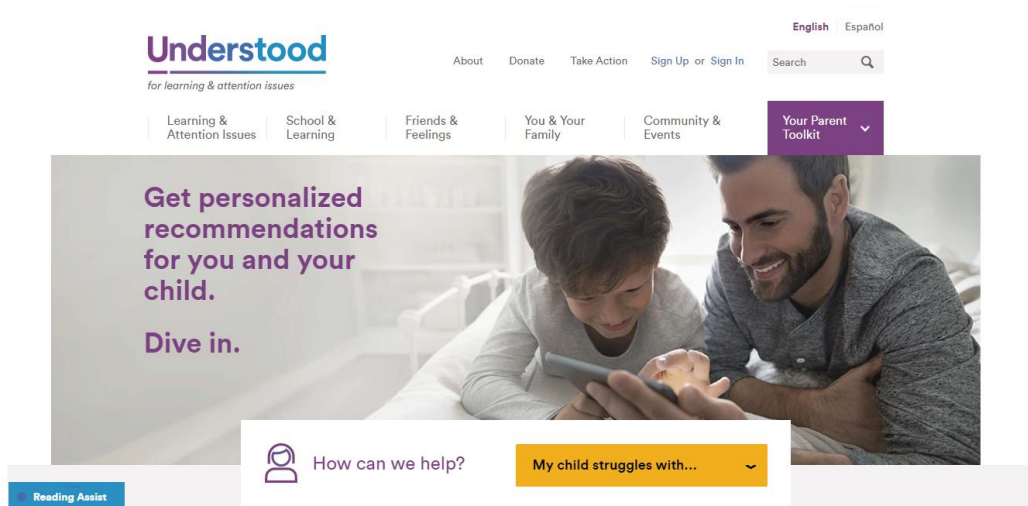 English Español
Understood
for learning & attention issues
About Donate Take Action Sign Up or Sign In Search
Learning &
Attention Issues
School &
Learning
Friends &
Feelings
You & Your
Family
Community &
Events
Your Parent
Toolkit
Get personalized
recommendations
for you and your
child.
Dive in.
How can we help?
My child struggles with...
Reading Assist